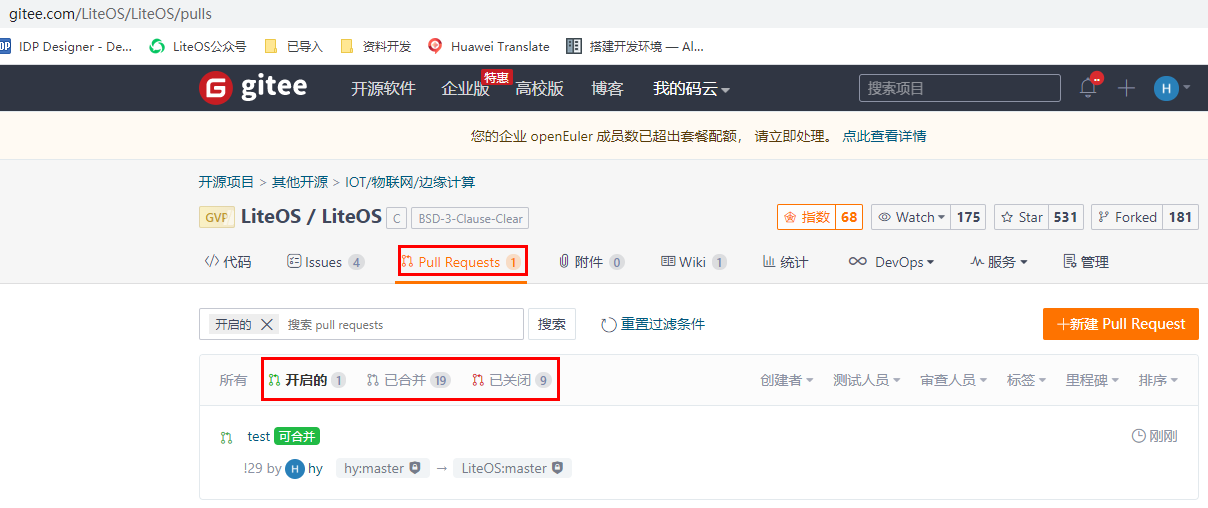 gitee.com/LiteOS/LiteOS/pulls
IDP Designer - De... LiteOS公众号 已导入 资料开发 Huawei Translate 搭建开发环境 — Al...
gitee 开源软件 企业版 特惠 高校版 博客 我的码云 搜索项目 H
您的企业 openEuler 成员数已超出套餐配额， 请立即处理。 点此查看详情
开源项目 > 其他开源 > IOT/物联网/边缘计算
GVP LiteOS / LiteOS C BSD-3-Clause-Clear 指数 68 Watch 175 Star 531 Forked 181
代码 Issues 4 Pull Requests 1 附件 0 Wiki 1 统计 DevOps 服务 管理
开启的 搜索 pull requests 搜索 重置过滤条件 +新建 Pull Request
所有 开启的 1 已合并 19 已关闭 9 创建者 测试人员 审查人员 标签 里程碑 排序
test 可合并 刚刚
!29 by H hy hy:master → LiteOS:master